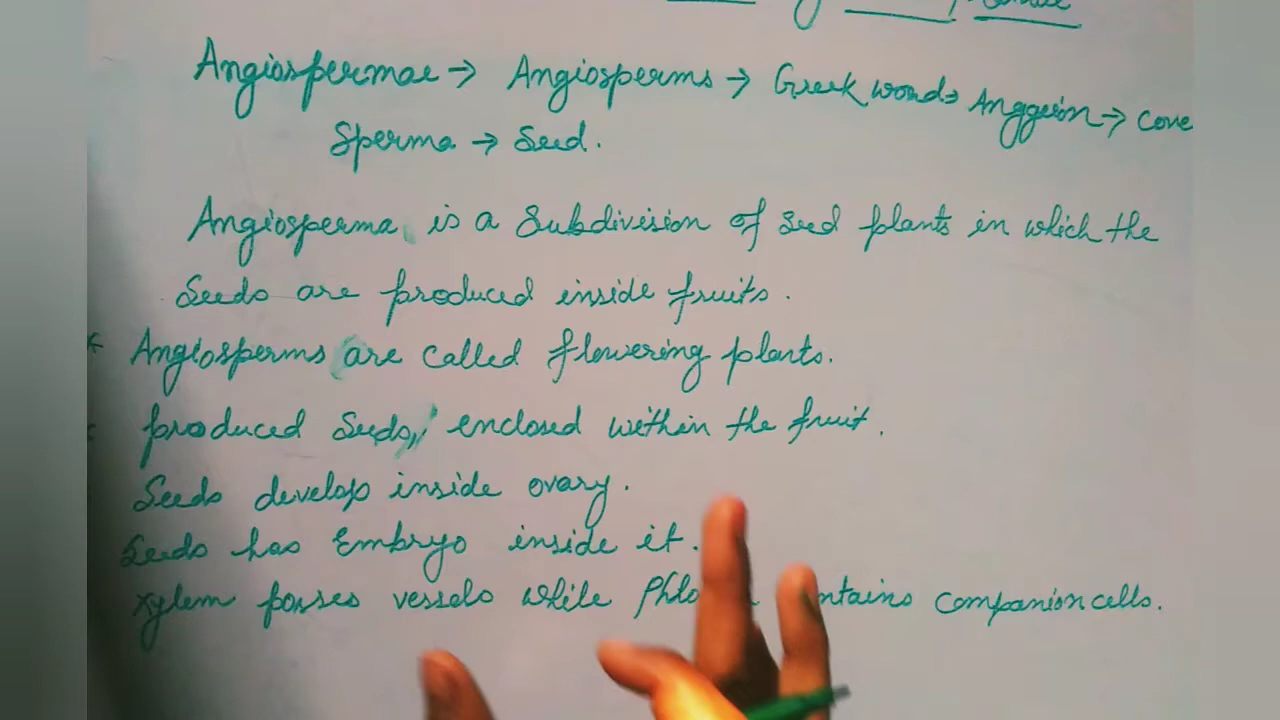 Angiospermae → Angiosperms → Greek words Anggeion → cove
Sperma → Seed.
Angiosperma is a Subdivision of Seed plants in which the
Seeds are produced inside fruits.
* Angiosperms are called flowering plants.
produced Seeds, enclosed within the fruit.
Seeds develop inside ovary.
Seeds has Embryo inside it.
Xylem posses vessels while Phlo ntains companion cells.